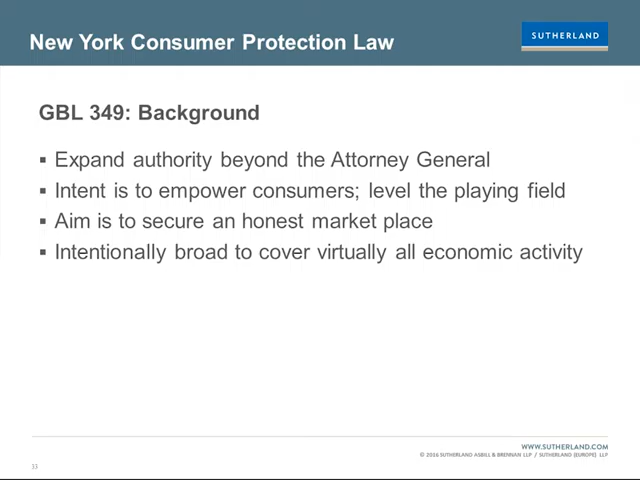 New York Consumer Protection Law
SUTHERLAND
GBL 349: Background
▪ Expand authority beyond the Attorney General
▪ Intent is to empower consumers; level the playing field
▪ Aim is to secure an honest market place
▪ Intentionally broad to cover virtually all economic activity
WWW.SUTHERLAND.COM
© 2016 SUTHERLAND ASBILL & BRENNAN LLP / SUTHERLAND (EUROPE) LLP
33